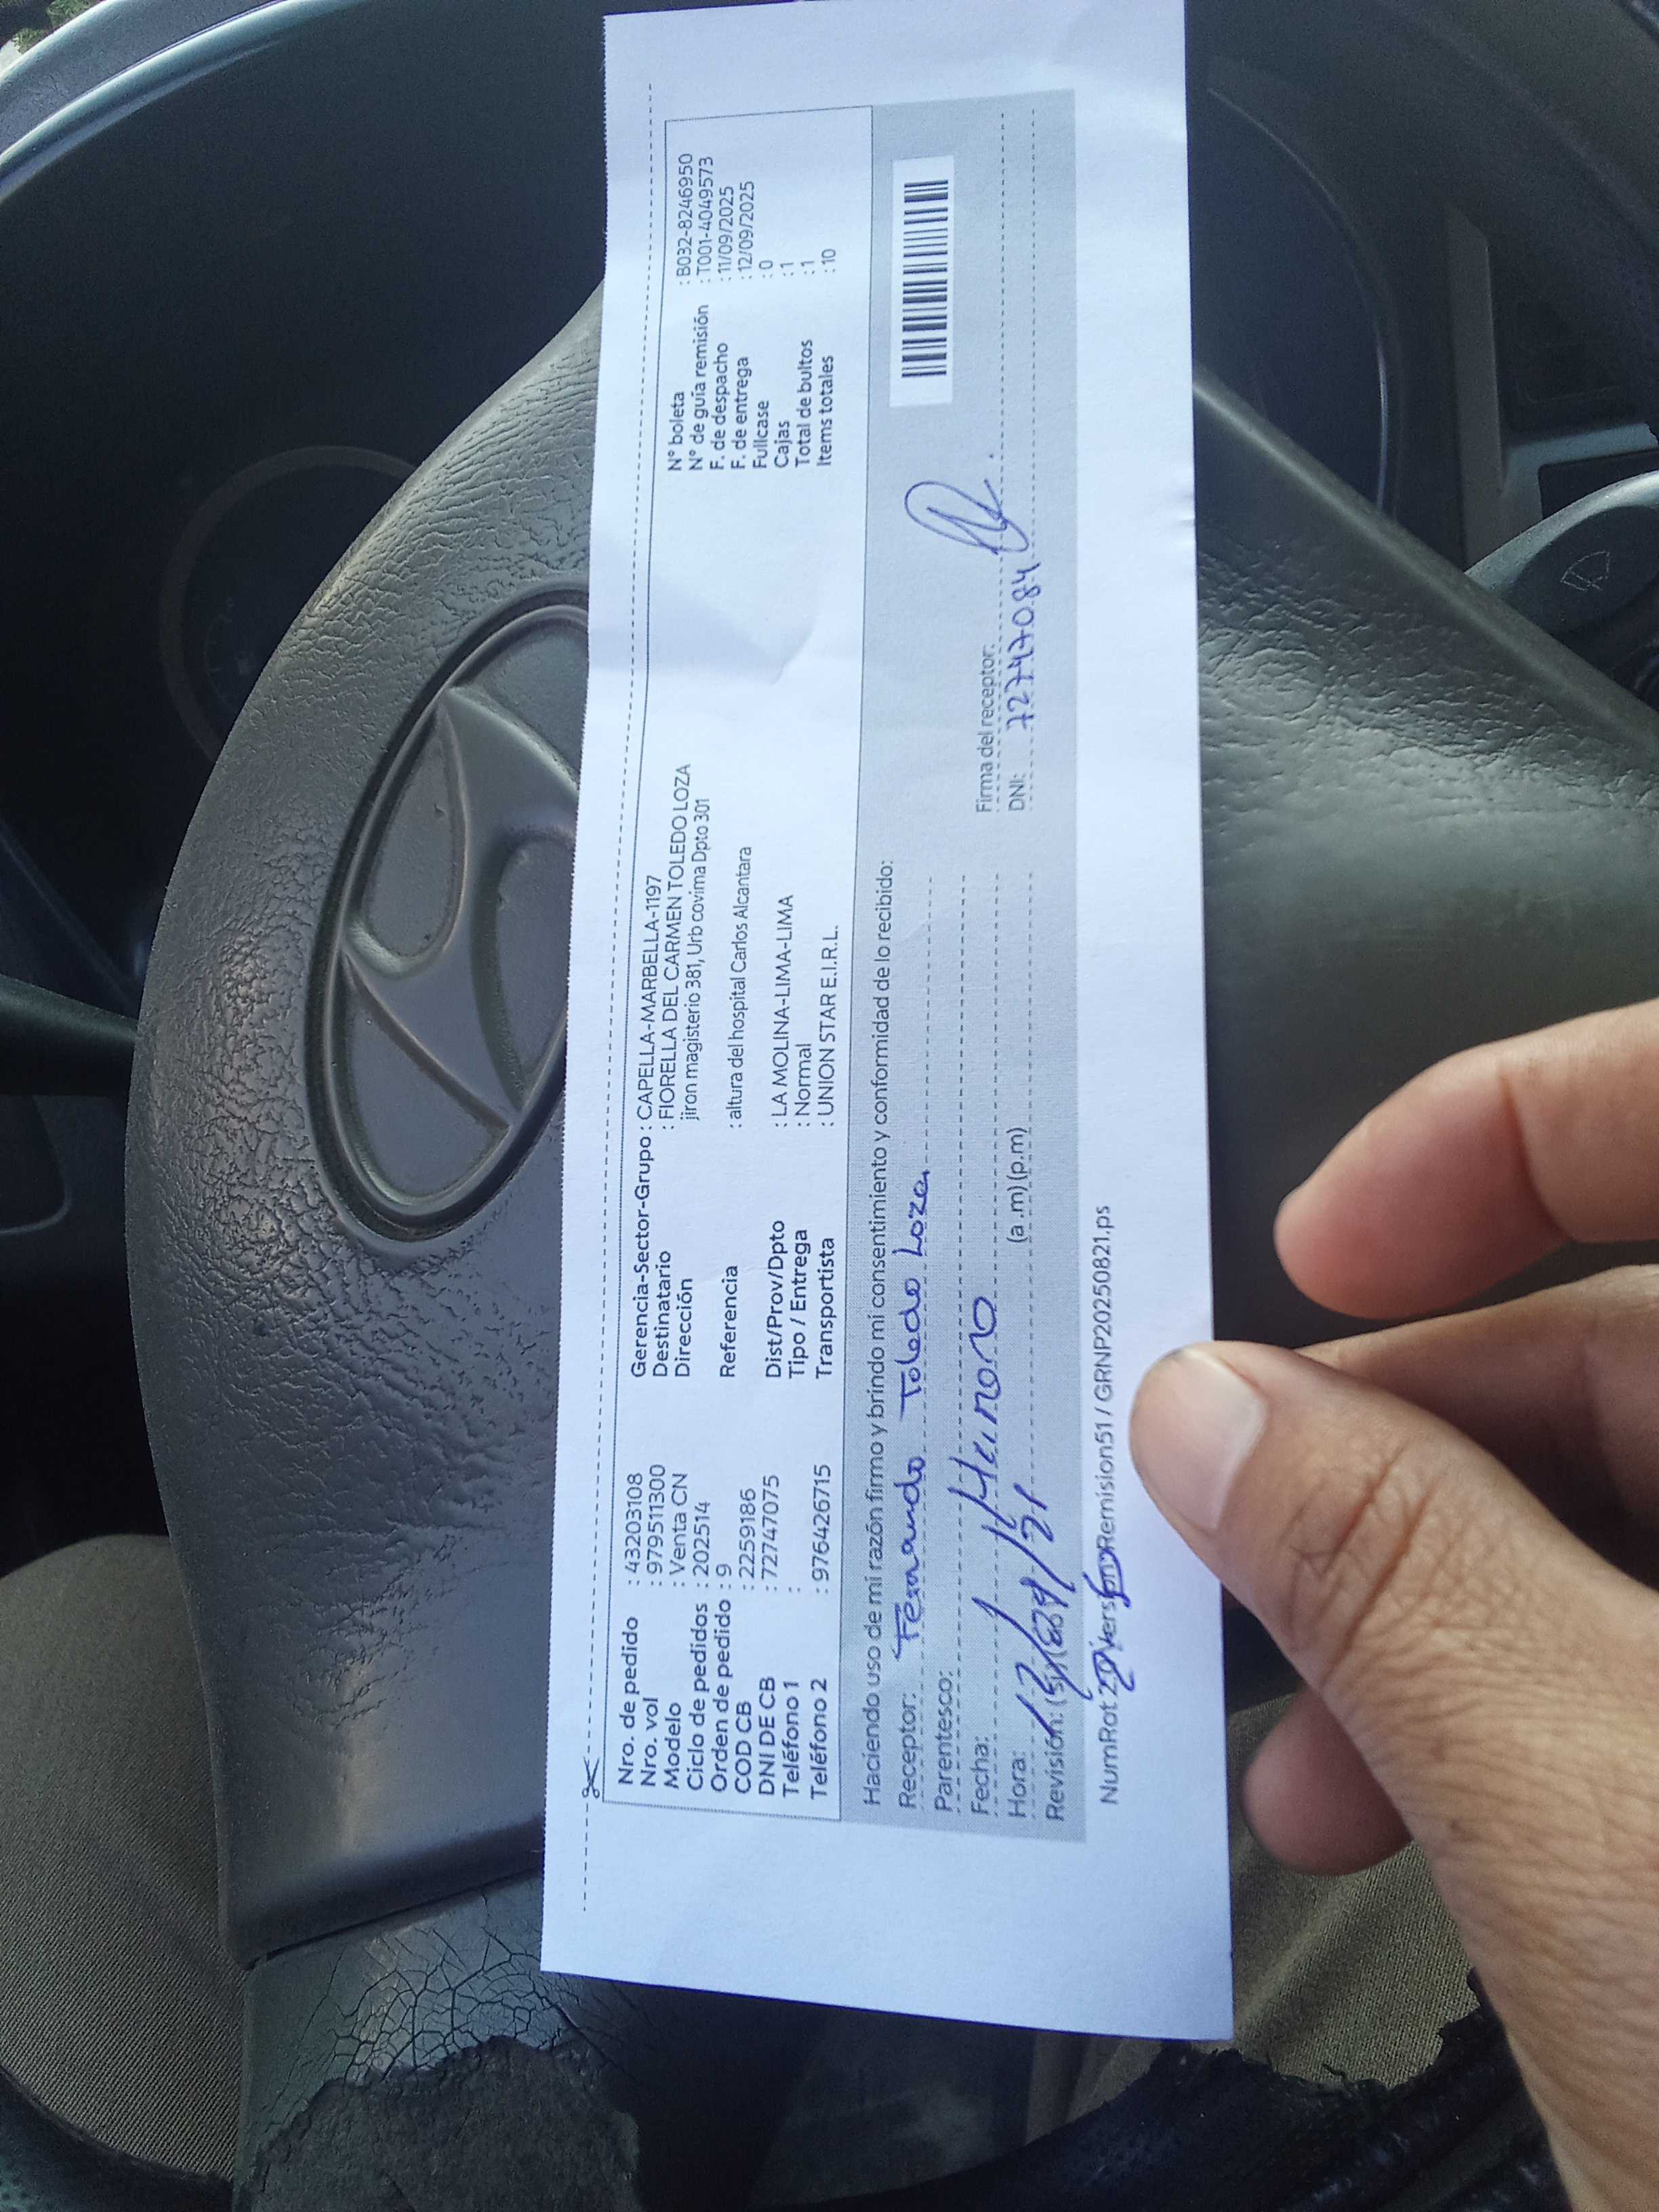 Nro. de pedido : 43203108
Nro. vol : 979511300
Modelo : Venta CN
Ciclo de pedidos : 202514
Orden de pedido : 9
COD CB : 2259186
DNI DE CB : 72747075
Teléfono 1 :
Teléfono 2 : 976426715
Gerencia-Sector-Grupo : CAPELLA-MARBELLA-1197
Destinatario : FIORELLA DEL CARMEN TOLEDO LOZA
Dirección jiron magisterio 381, Urb covima Dpto 301
Referencia : altura del hospital Carlos Alcantara
Dist/Prov/Dpto : LA MOLINA-LIMA-LIMA
Tipo / Entrega : Normal
Transportista : UNION STAR E.I.R.L.
N° boleta : B032-8246950
N° de guía remisión : T001-4049573
F. de despacho : 11/09/2025
F. de entrega : 12/09/2025
Fullcase : 0
Cajas : 1
Total de bultos : 1
Items totales : 10
Haciendo uso de mi razón firmo y brindo mi consentimiento y conformidad de lo recibido:
Receptor: Fernando Toledo Loza
Parentesco:
Fecha:
Hora: (a.m) (p.m)
Revisión:
Firma del receptor:
DNI: 72747084
NumRot Remision51 / GRNP20250821.ps